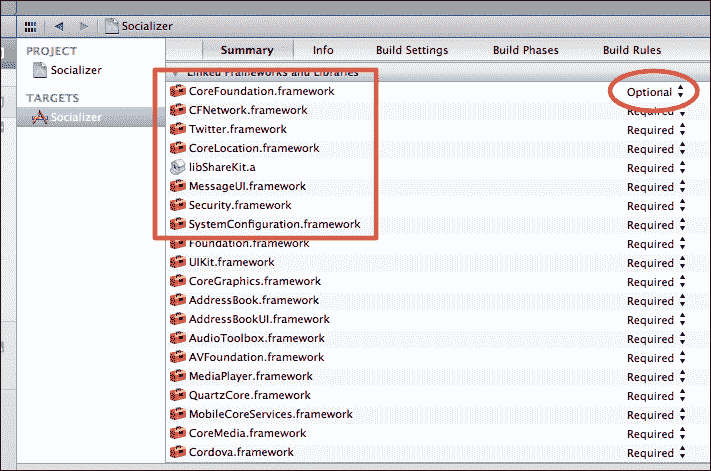 Socializer
PROJECT
Socializer
TARGETS
Socializer
Summary Info Build Settings Build Phases Build Rules
Linked Frameworks and Libraries
CoreFoundation.framework Optional
CFNetwork.framework Required
Twitter.framework Required
CoreLocation.framework Required
libShareKit.a Required
MessageUI.framework Required
Security.framework Required
SystemConfiguration.framework Required
Foundation.framework Required
UIKit.framework Required
CoreGraphics.framework Required
AddressBook.framework Required
AddressBookUI.framework Required
AudioToolbox.framework Required
AVFoundation.framework Required
MediaPlayer.framework Required
QuartzCore.framework Required
MobileCoreServices.framework Required
CoreMedia.framework Required
Cordova.framework Required